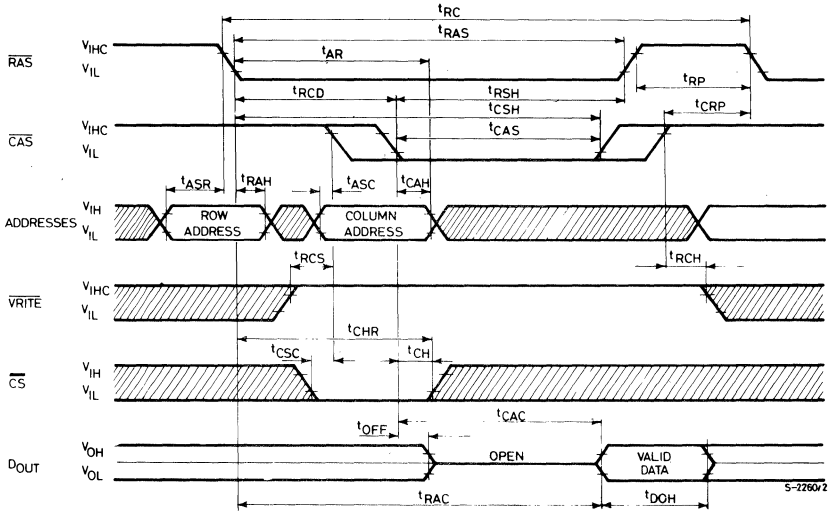 tRC
tRAS
tAR
RAS
VIHC
VIL
tRP
tRCD
tRSH
tCSH
tCRP
CAS
VIHC
VIL
tCAS
tASR
tRAH
tASC
tCAH
ADDRESSES
VIH
VIL
ROW
ADDRESS
COLUMN
ADDRESS
tRCS
tRCH
VRITE
VIHC
VIL
tCHR
tCSC
tCH
CS
VIH
VIL
tCAC
tOFF
DOUT
VOH
VOL
OPEN
VALID
DATA
S-2260/2
tRAC
tDOH